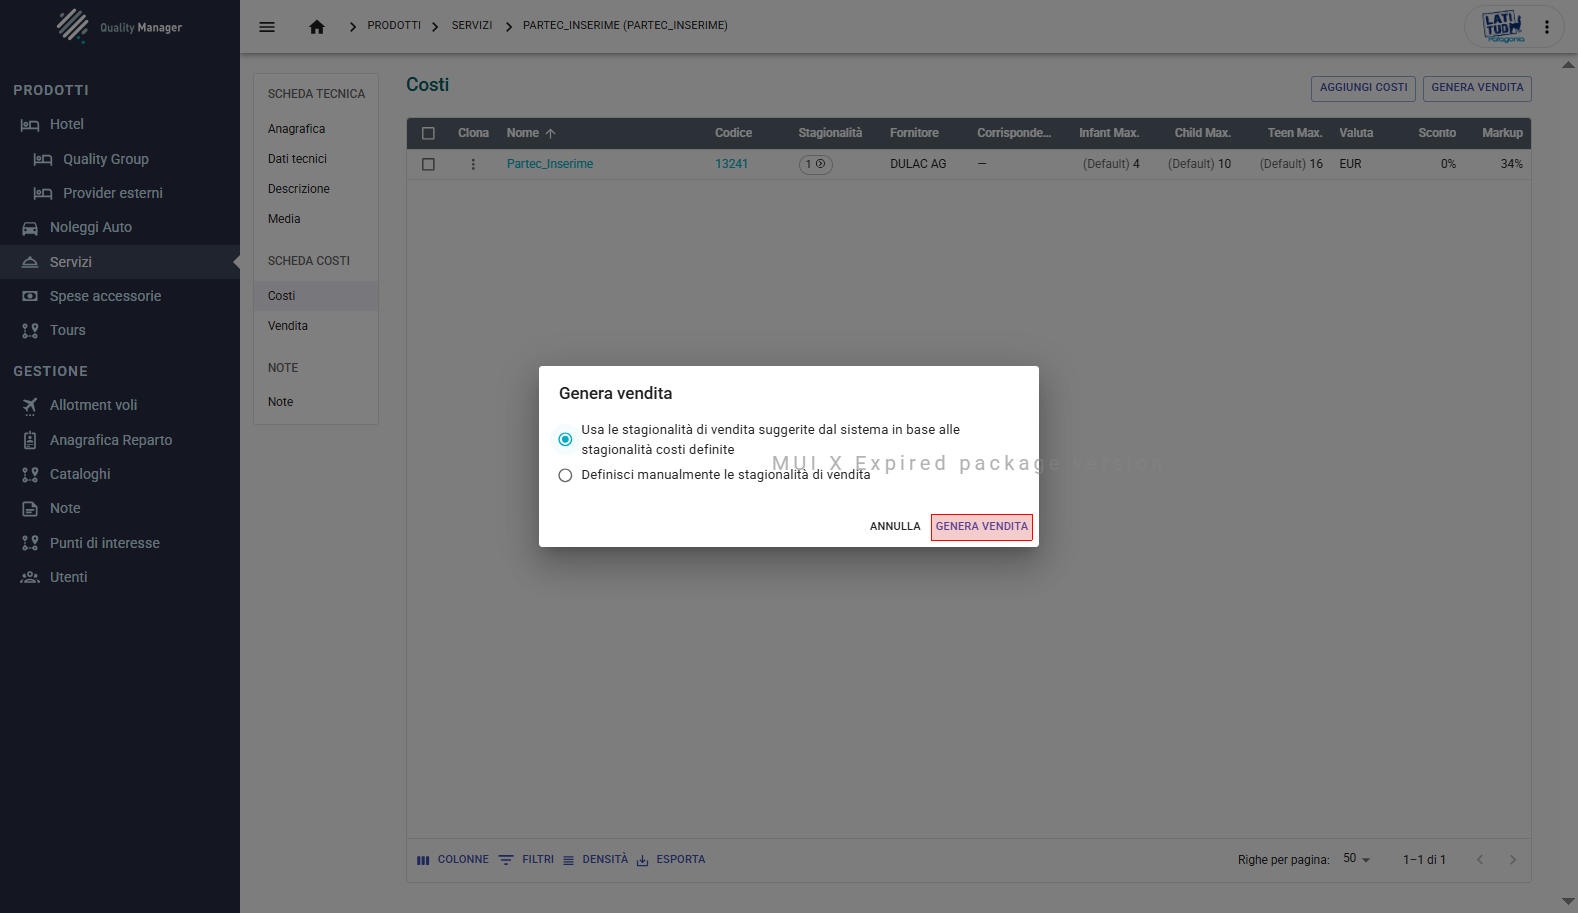 Quality Manager
PRODOTTI
Hotel
Quality Group
Provider esterni
Noleggi Auto
Servizi
Spese accessorie
Tours
GESTIONE
Allotment voli
Anagrafica Reparto
Cataloghi
Note
Punti di interesse
Utenti
PRODOTTI
SERVIZI
PARTEC_INSERIME (PARTEC_INSERIME)
LATITUD
Patagonia
SCHEDA TECNICA
Anagrafica
Dati tecnici
Descrizione
Media
SCHEDA COSTI
Costi
Vendita
NOTE
Note
Costi
AGGIUNGI COSTI
GENERA VENDITA
Clona Nome Codice Stagionalità Fornitore Corrisponde... Infant Max. Child Max. Teen Max. Valuta Sconto Markup
Partec_Inserime 13241 1 DULAC AG — (Default) 4 (Default) 10 (Default) 16 EUR 0% 34%
Genera vendita
Usa le stagionalità di vendita suggerite dal sistema in base alle
stagionalità costi definite
MUI X Expired package version
Definisci manualmente le stagionalità di vendita
ANNULLA
GENERA VENDITA
COLONNE
FILTRI
DENSITÀ
ESPORTA
Righe per pagina: 50
1–1 di 1